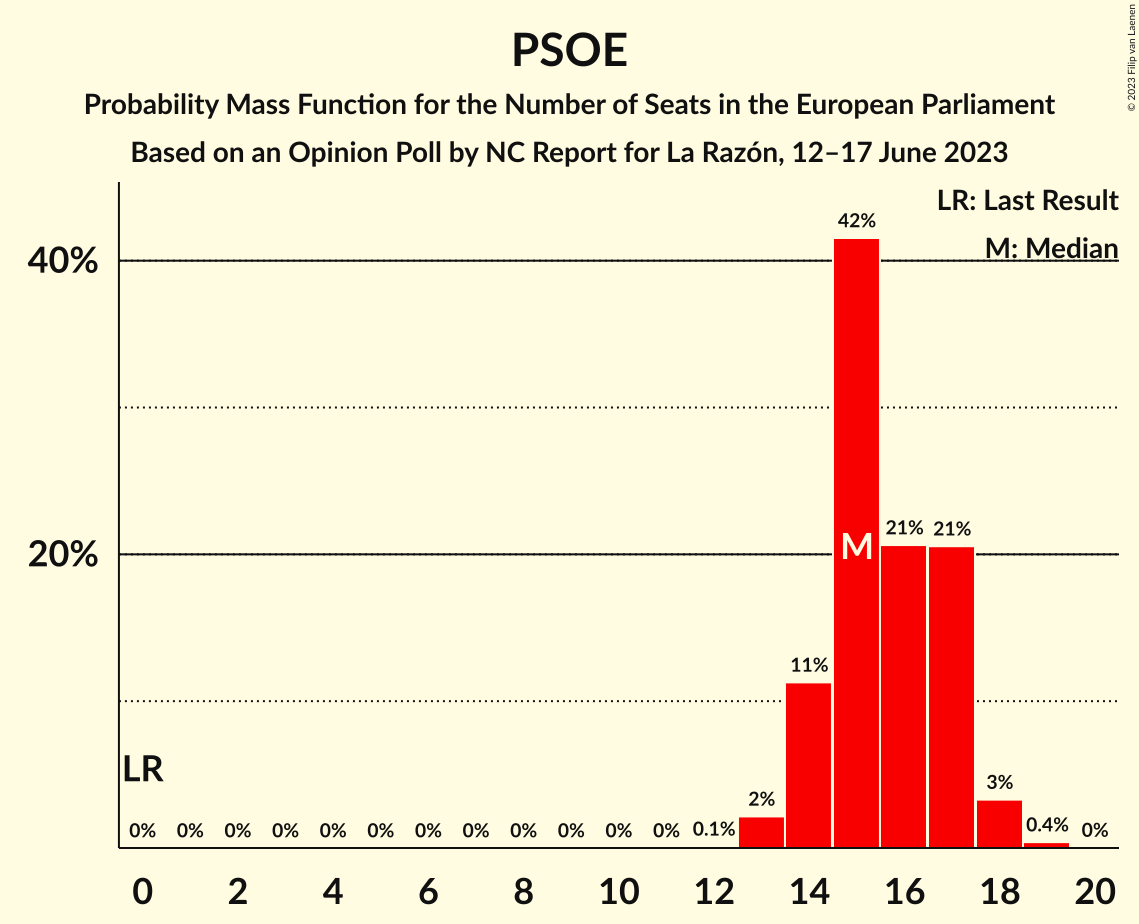 PSOE
Probability Mass Function for the Number of Seats in the European Parliament
Based on an Opinion Poll by NC Report for La Razón, 12–17 June 2023
© 2023 Filip van Laenen
LR: Last Result
M: Median
40%
20%
42%
21%
21%
11%
3%
2%
0.4%
0.1%
M
LR
0% 0% 0% 0% 0% 0% 0% 0% 0% 0% 0% 0% 0%
0 2 4 6 8 10 12 14 16 18 20